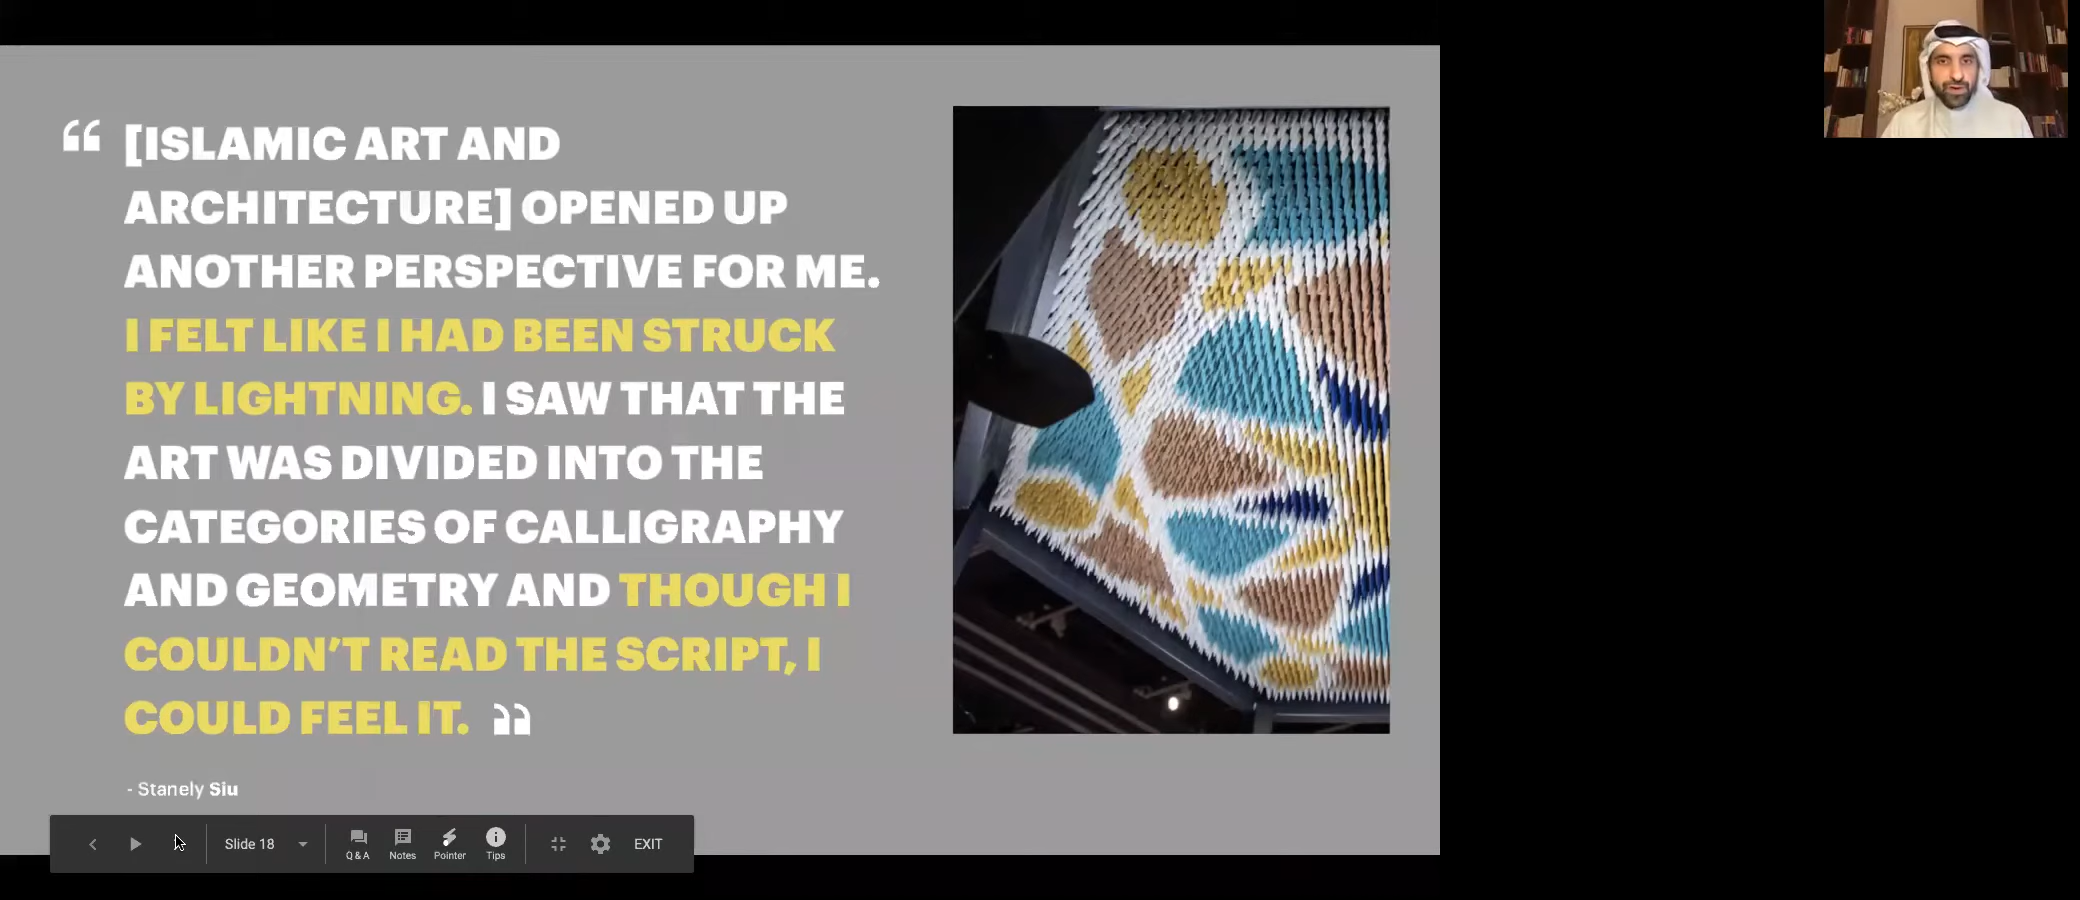 “ [ISLAMIC ART AND
ARCHITECTURE] OPENED UP
ANOTHER PERSPECTIVE FOR ME.
I FELT LIKE I HAD BEEN STRUCK
BY LIGHTNING. I SAW THAT THE
ART WAS DIVIDED INTO THE
CATEGORIES OF CALLIGRAPHY
AND GEOMETRY AND THOUGH I
COULDN’T READ THE SCRIPT, I
COULD FEEL IT. ”
- Stanely Siu
Slide 18
Q & A
Notes
Pointer
Tips
EXIT